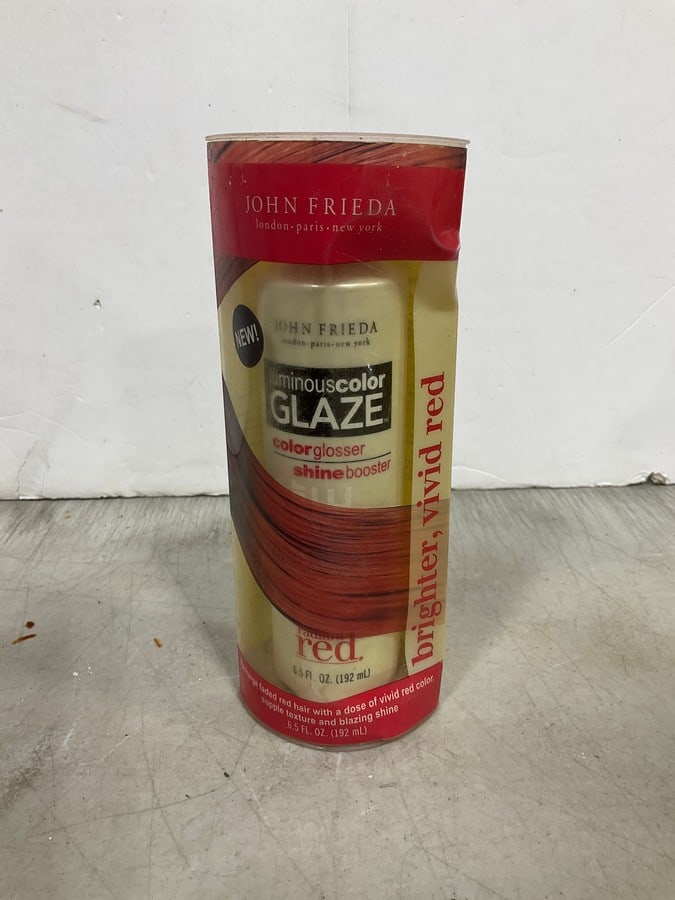 JOHN FRIEDA
london • paris • new york
NEW!
JOHN FRIEDA
london • paris • new york
minouscolor
GLAZE
colorglosser
shinebooster
brighter, vivid red
red.
6.5 FL. OZ. (192 mL)
faded red hair with a dose of vivid red color,
supple texture and blazing shine
6.5 FL. OZ. (192 mL)